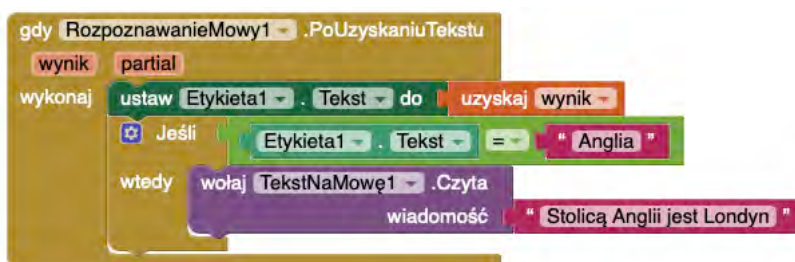 gdy RozpoznawanieMowy1 .PoUzyskaniuTekstu
wynik partial
wykonaj ustaw Etykieta1 . Tekst do uzyskaj wynik
Jeśli Etykieta1 . Tekst = " Anglia "
wtedy wołaj TekstNaMowę1 .Czyta
wiadomość " Stolicą Anglii jest Londyn "